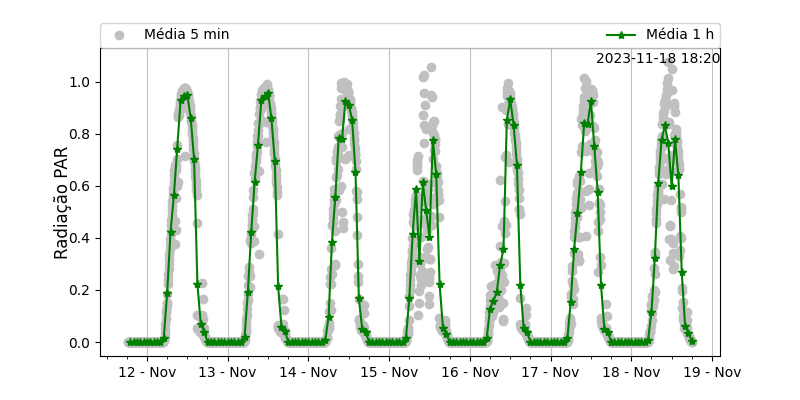 Média 5 min
Média 1 h
2023-11-18 18:20
Radiação PAR
1.0
0.8
0.6
0.4
0.2
0.0
12 - Nov
13 - Nov
14 - Nov
15 - Nov
16 - Nov
17 - Nov
18 - Nov
19 - Nov